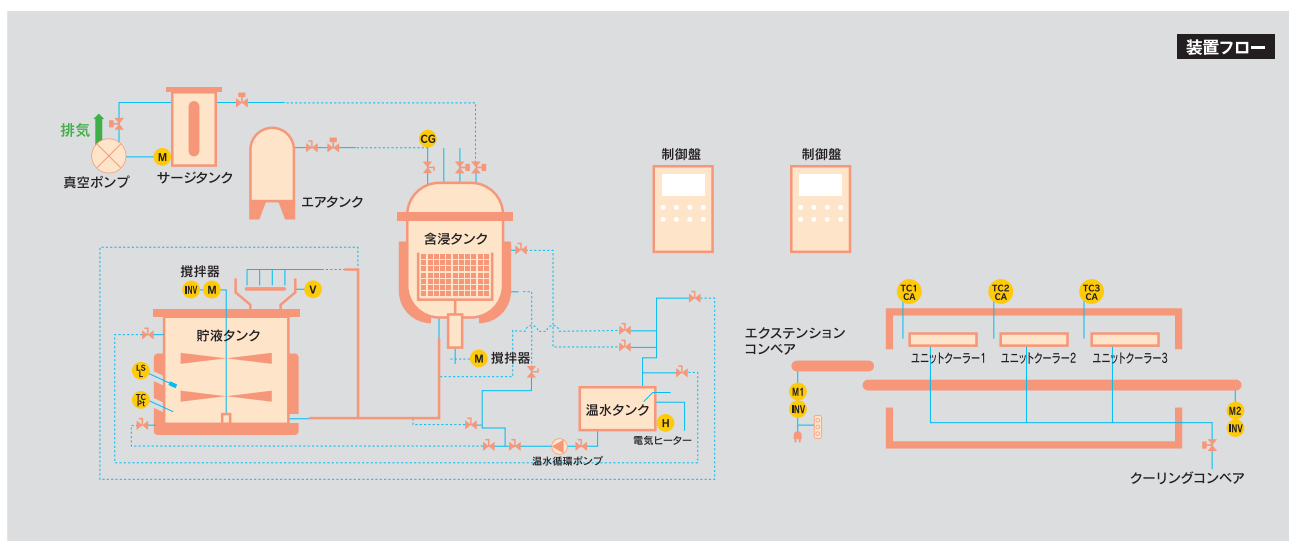 装置フロー
排気
真空ポンプ
M
サージタンク
エアタンク
CG
含浸タンク
制御盤
制御盤
撹拌器
INV
M
V
貯液タンク
LS
L
TC
Pt
M
撹拌器
温水タンク
H
電気ヒーター
温水循環ポンプ
エクステンション
コンベア
M1
INV
TC1
CA
TC2
CA
TC3
CA
ユニットクーラー1
ユニットクーラー2
ユニットクーラー3
M2
INV
クーリングコンベア